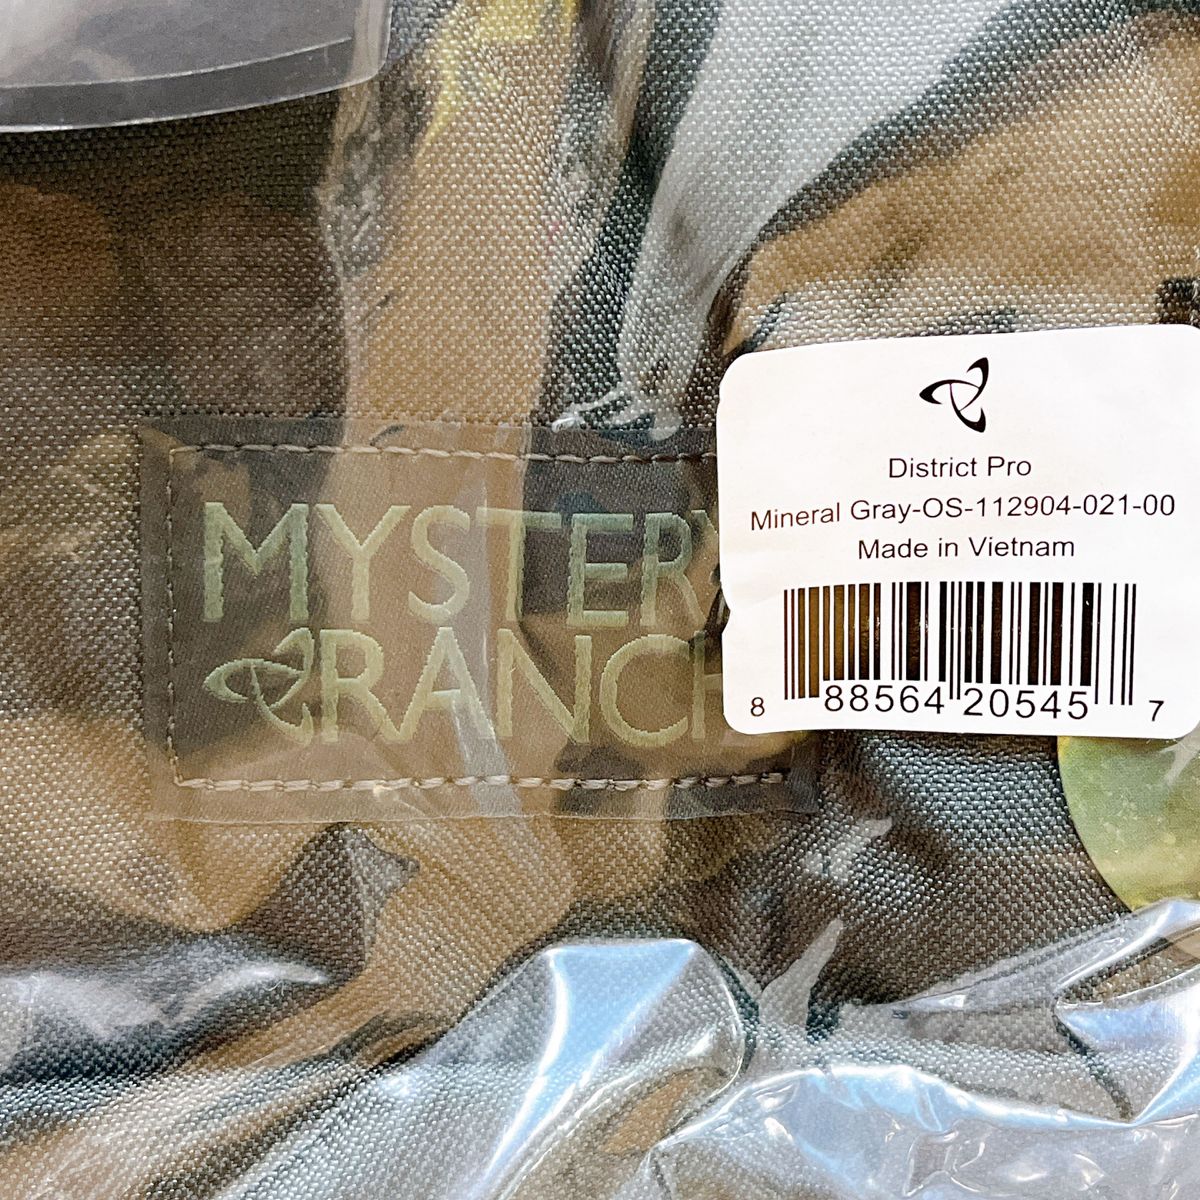 MYSTERY
RANCH
District Pro
Mineral Gray-OS-112904-021-00
Made in Vietnam
8 88564 20545 7